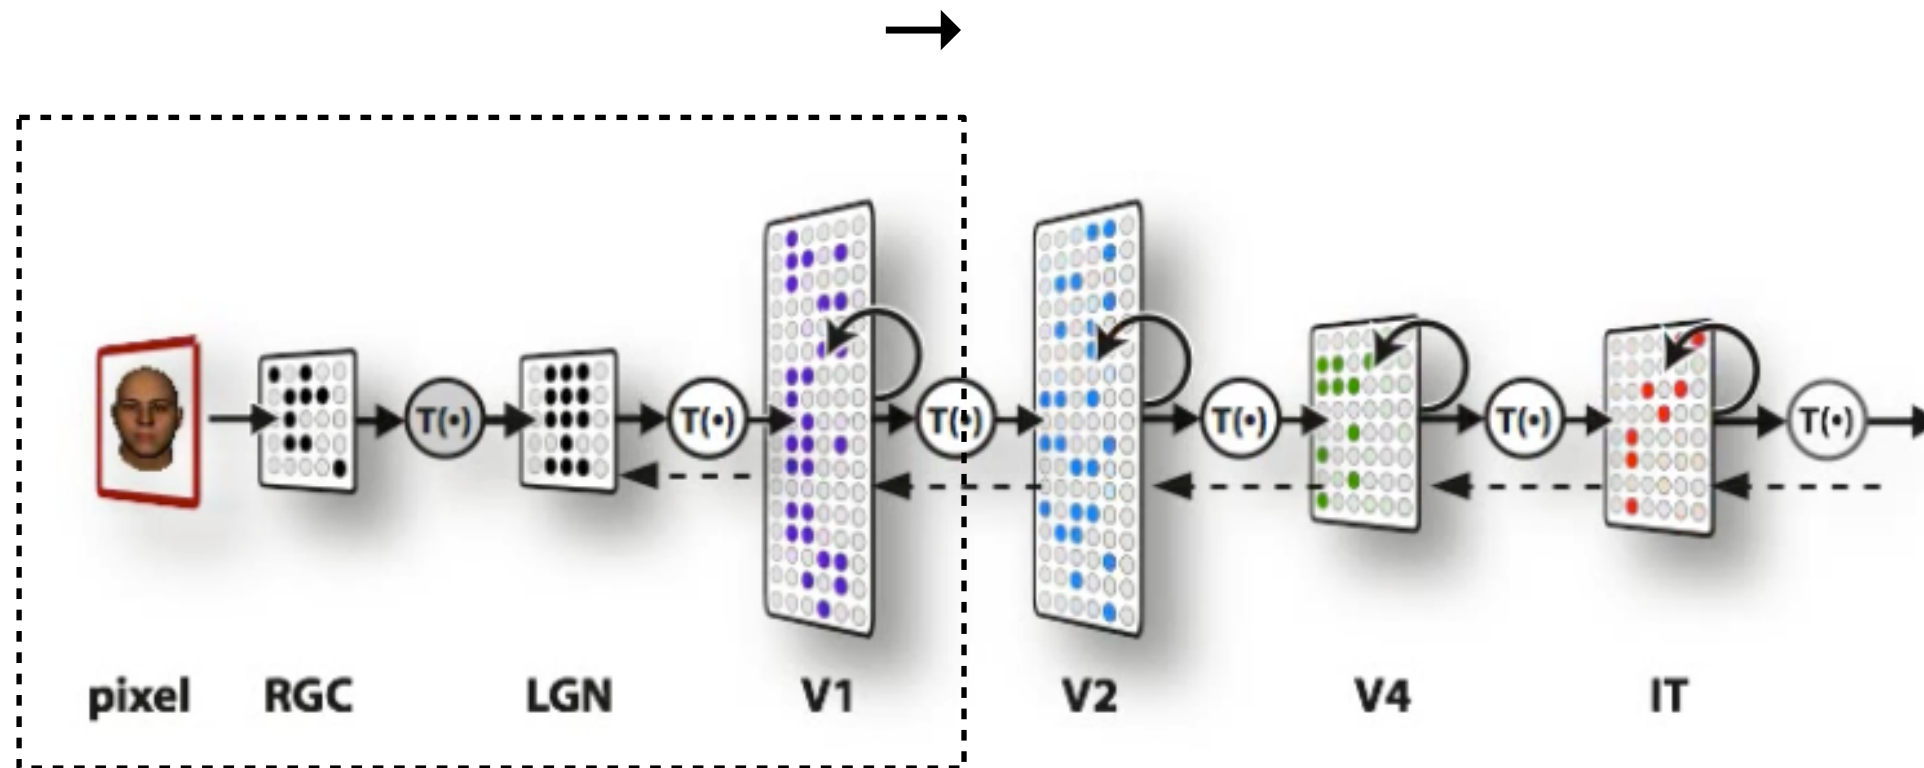 T(•) T(•) T(•) T(•) T(•) T(•)
pixel RGC LGN V1 V2 V4 IT